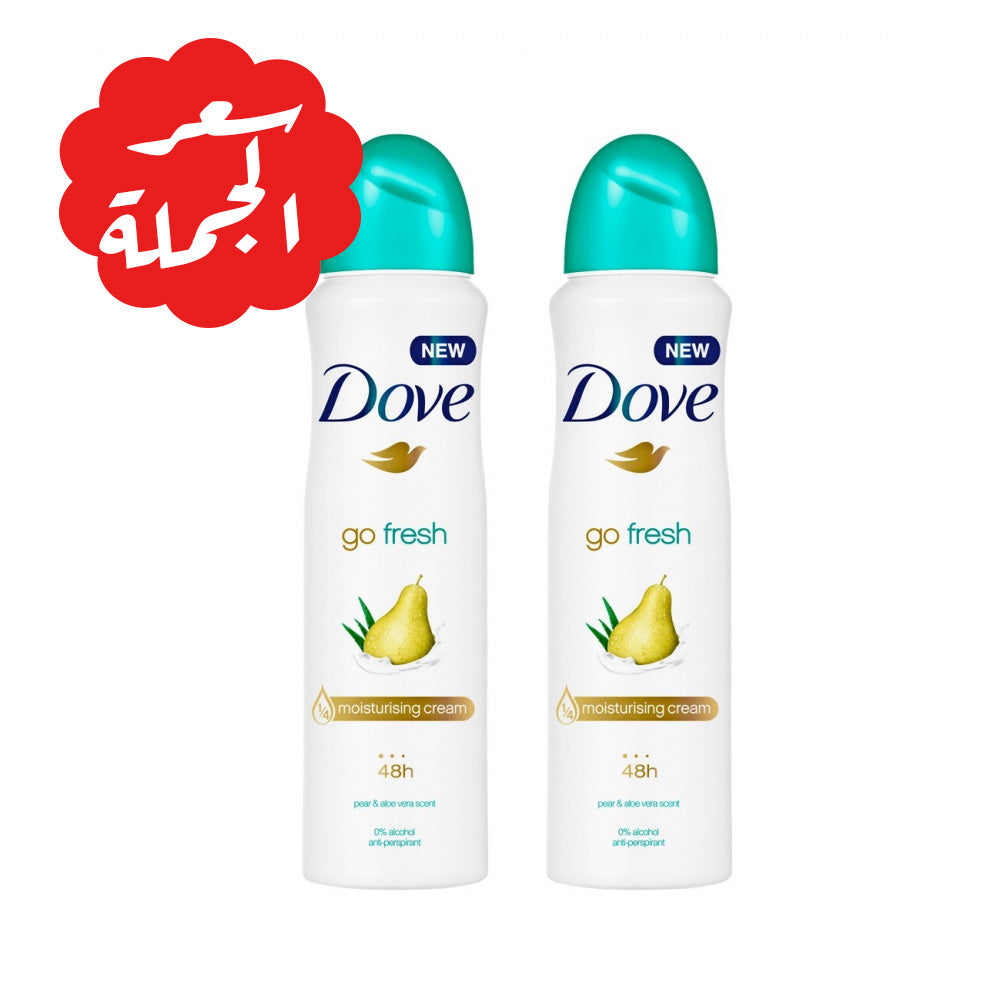 سعر
الجملة
NEW
Dove
go fresh
1/4 moisturising cream
48h
pear & aloe vera scent
0% alcohol
anti-perspirant
NEW
Dove
go fresh
1/4 moisturising cream
48h
pear & aloe vera scent
0% alcohol
anti-perspirant